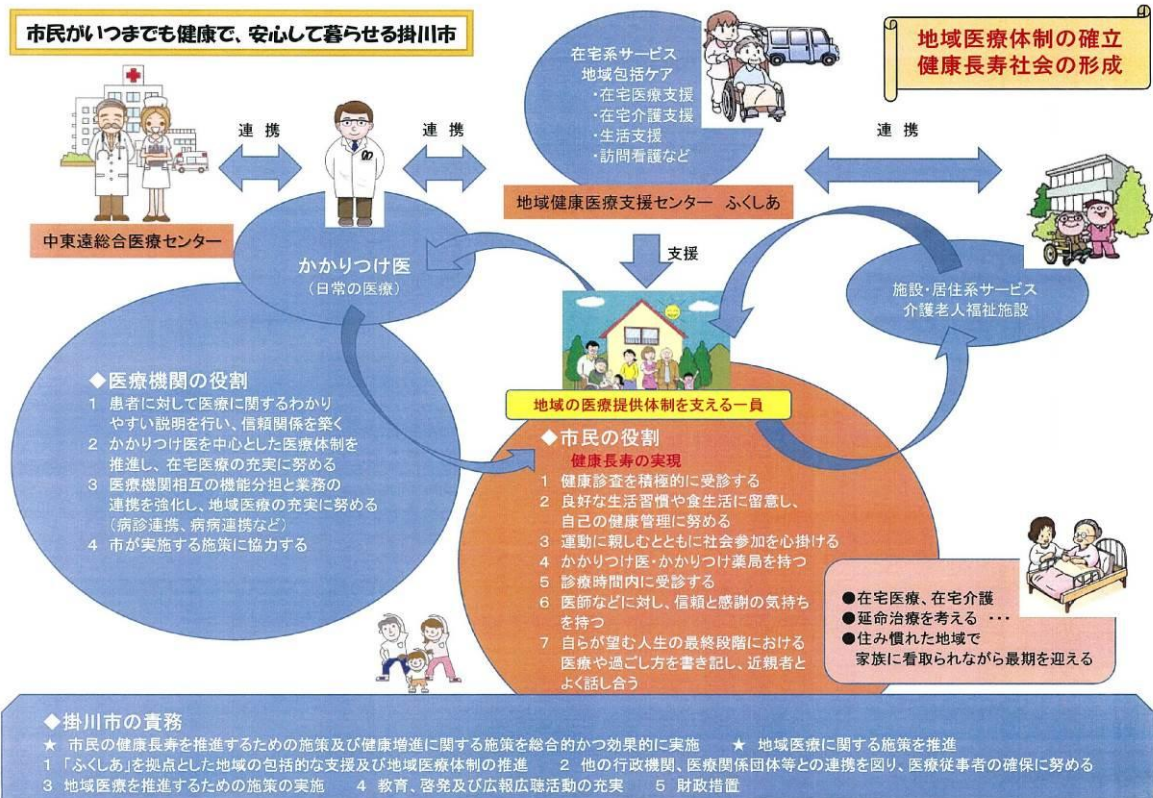 市民がいつまでも健康で、安心して暮らせる掛川市
地域医療体制の確立
健康長寿社会の形成
在宅系サービス
地域包括ケア
・在宅医療支援
・在宅介護支援
・生活支援
・訪問看護など
連 携
連 携
連 携
中東遠総合医療センター
かかりつけ医
(日常の医療)
地域健康医療支援センター ふくしあ
支援
施設・居住系サービス
介護老人福祉施設
◆医療機関の役割
1 患者に対して医療に関するわかり
やすい説明を行い、信頼関係を築く
2 かかりつけ医を中心とした医療体制を
推進し、在宅医療の充実に努める
3 医療機関相互の機能分担と業務の
連携を強化し、地域医療の充実に努める
(病診連携、病病連携など)
4 市が実施する施策に協力する
地域の医療提供体制を支える一員
◆市民の役割
健康長寿の実現
1 健康診査を積極的に受診する
2 良好な生活習慣や食生活に留意し、
自己の健康管理に努める
3 運動に親しむとともに社会参加を心掛ける
4 かかりつけ医・かかりつけ薬局を持つ
5 診療時間内に受診する
6 医師などに対し、信頼と感謝の気持ち
を持つ
7 自らが望む人生の最終段階における
医療や過ごし方を書き記し、近親者と
よく話し合う
●在宅医療、在宅介護
●延命治療を考える …
●住み慣れた地域で
家族に看取られながら最期を迎える
◆掛川市の責務
★ 市民の健康長寿を推進するための施策及び健康増進に関する施策を総合的かつ効果的に実施 ★ 地域医療に関する施策を推進
1 「ふくしあ」を拠点とした地域の包括的な支援及び地域医療体制の推進 2 他の行政機関、医療関係団体等との連携を図り、医療従事者の確保に努める
3 地域医療を推進するための施策の実施 4 教育、啓発及び広報広聴活動の充実 5 財政措置